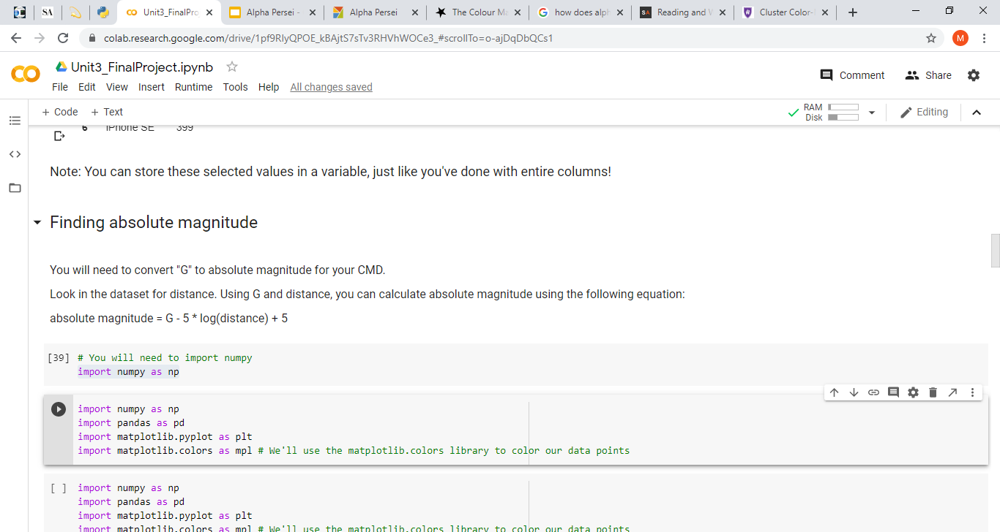 SA
Unit3_FinalPro
Alpha Persei -
Alpha Persei
The Colour Ma
how does alph
SA
Reading and W
Cluster Color-
colab.research.google.com/drive/1pf9RlyQPOE_kBAjtS7sTv3RHVhWOCe3_#scrollTo=o-ajDqDbQCs1
M
Unit3_FinalProject.ipynb
Comment
Share
File Edit View Insert Runtime Tools Help All changes saved
+ Code + Text
RAM
Disk
Editing
6 iPhone SE 399
Note: You can store these selected values in a variable, just like you've done with entire columns!
Finding absolute magnitude
You will need to convert "G" to absolute magnitude for your CMD.
Look in the dataset for distance. Using G and distance, you can calculate absolute magnitude using the following equation:
absolute magnitude = G - 5 * log(distance) + 5
[39] # You will need to import numpy
import numpy as np
import numpy as np
import pandas as pd
import matplotlib.pyplot as plt
import matplotlib.colors as mpl # We'll use the matplotlib.colors library to color our data points
[ ] import numpy as np
import pandas as pd
import matplotlib.pyplot as plt
import matplotlib.colors as mpl # We'll use the matplotlib.colors library to color our data points